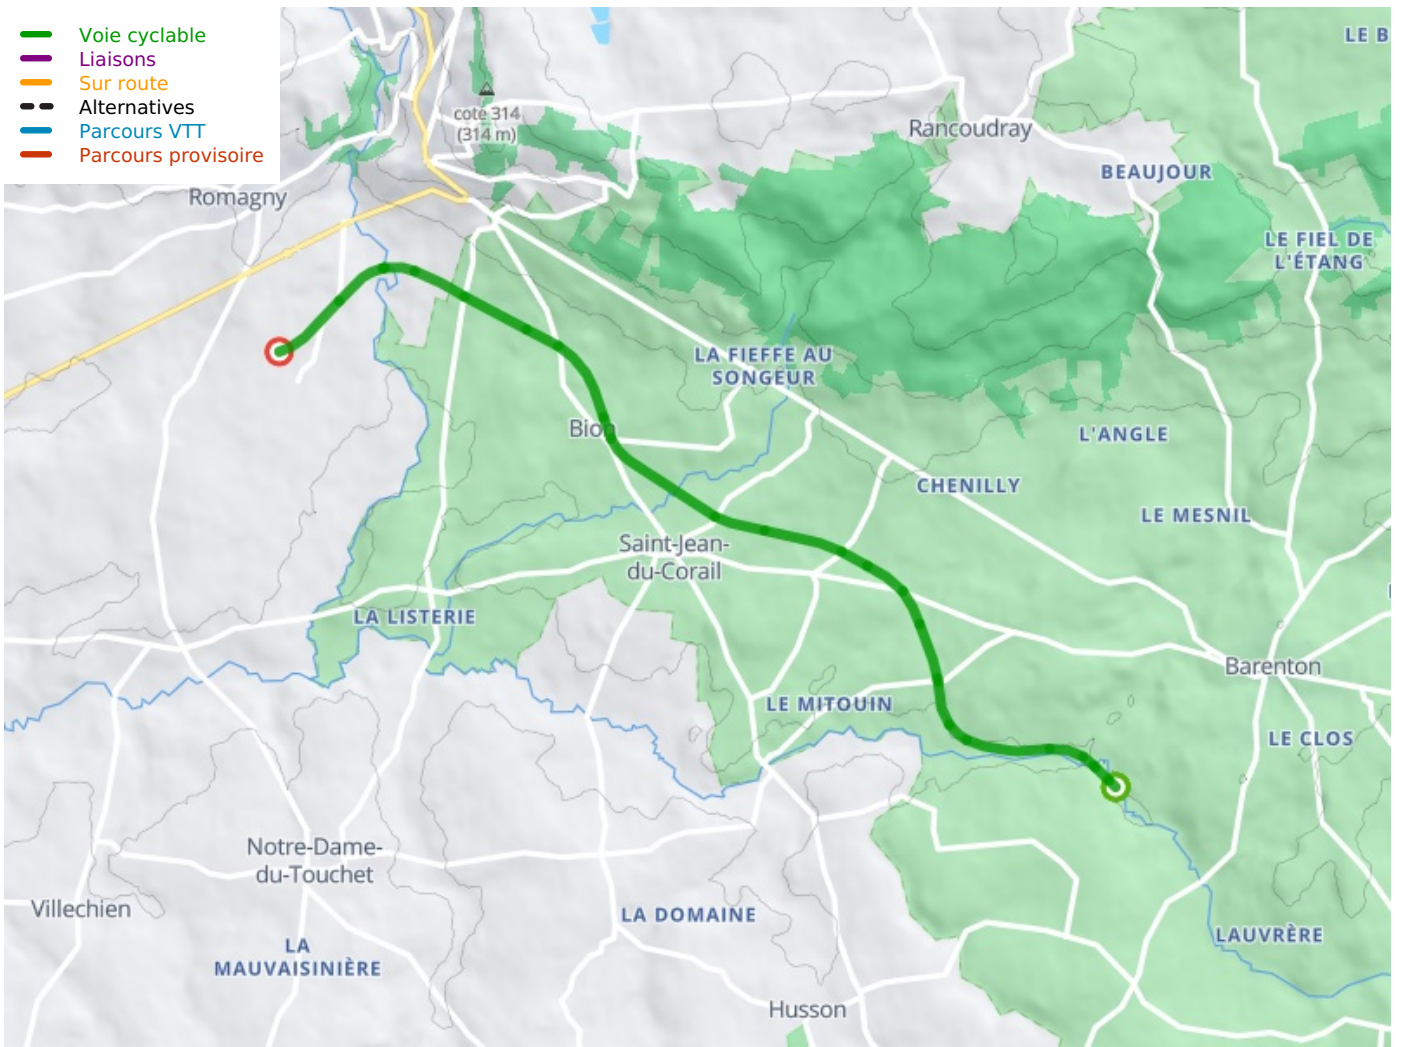 Voie cyclable
Liaisons
Sur route
Alternatives
Parcours VTT
Parcours provisoire
LE B
cote 314
(314 m)
Rancoudray
BEAUJOUR
Romagny
LE FIEL DE
L'ÉTANG
LA FIEFFE AU
SONGEUR
Bion
L'ANGLE
CHENILLY
LE MESNIL
Saint-Jean-
du-Corail
LA LISTERIE
Barenton
LE MITOUIN
LE CLOS
Notre-Dame-
du-Touchet
Villechien
LA DOMAINE
LAUVRÈRE
LA
MAUVAISINIÈRE
Husson